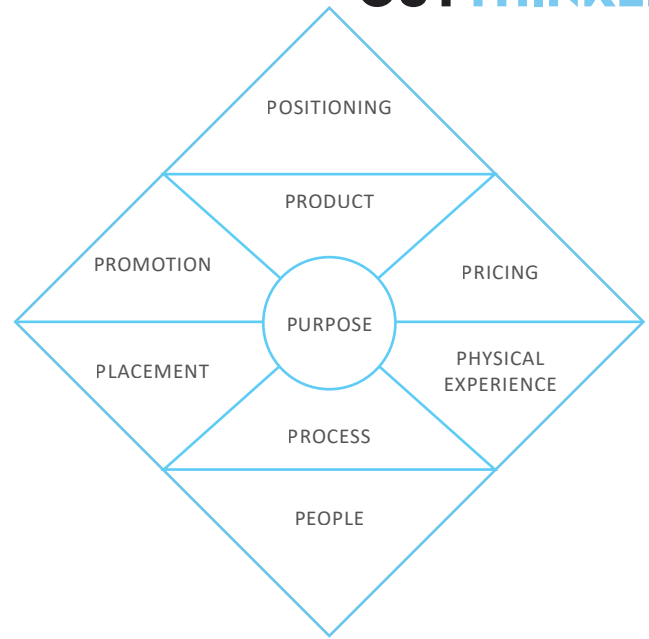 POSITIONING
PRODUCT
PROMOTION
PRICING
PURPOSE
PLACEMENT
PHYSICAL
EXPERIENCE
PROCESS
PEOPLE